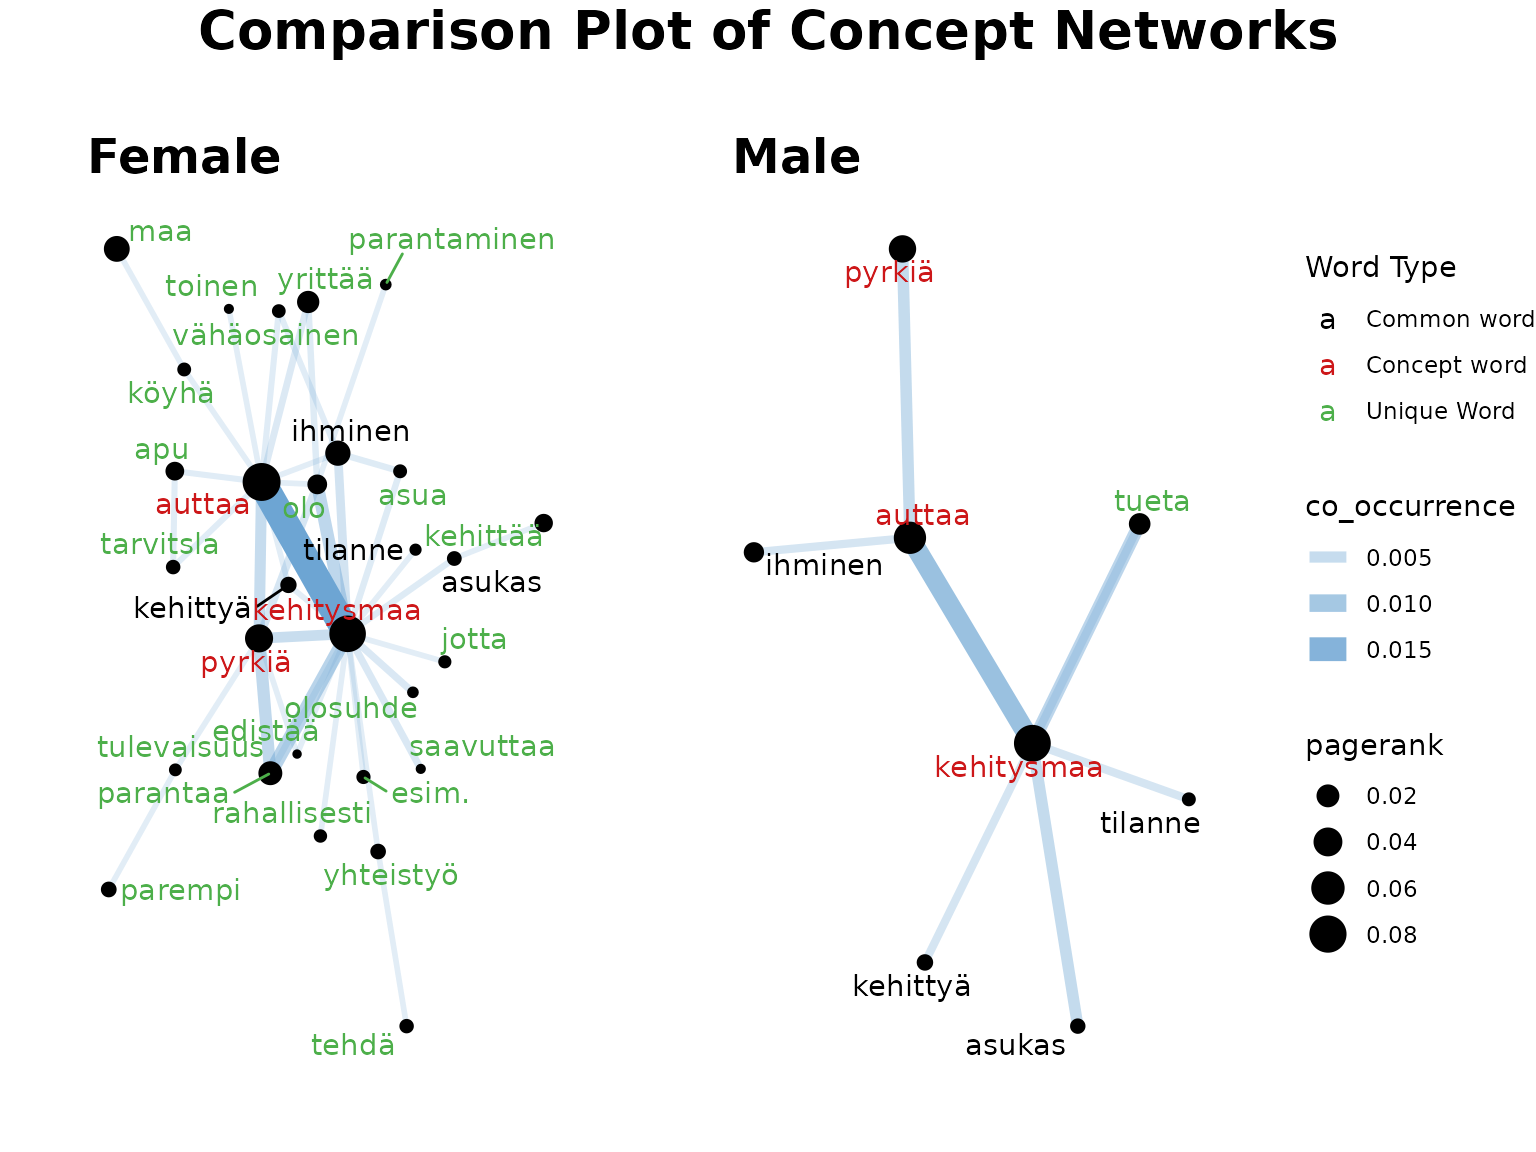 Comparison Plot of Concept Networks
Female
maa
parantaminen
toinen
yrittää
vähäosainen
köyhä
ihminen
apu
auttaa
olo
asua
tarvitsla
tilanne
kehittää
asukas
kehittyä
kehitysmaa
pyrkiä
jotta
olosuhde
edistää
tulevaisuus
saavuttaa
parantaa
esim.
rahallisesti
yhteistyö
parempi
tehdä
Male
pyrkiä
auttaa
tueta
ihminen
kehitysmaa
tilanne
kehittyä
asukas
Word Type
a Common word
a Concept word
a Unique Word
co_occurrence
0.005
0.010
0.015
pagerank
0.02
0.04
0.06
0.08